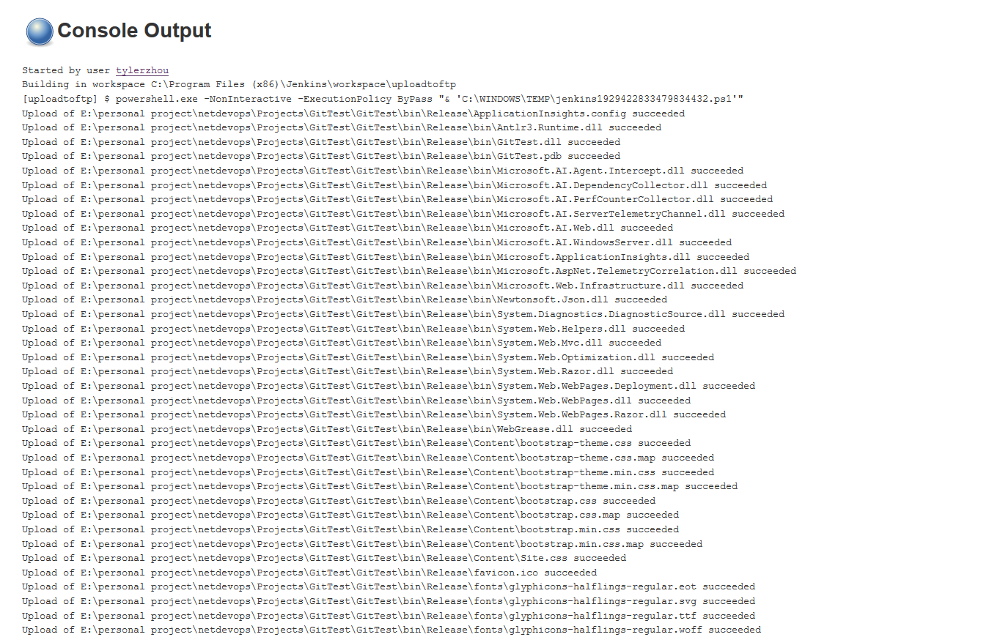 Console Output
Started by user tylerzhou
Building in workspace C:\Program Files (x86)\Jenkins\workspace\uploadtoftp
[uploadtoftp] $ powershell.exe -NonInteractive -ExecutionPolicy ByPass "& 'C:\WINDOWS\TEMP\jenkins1929422833479834432.ps1'"
Upload of E:\personal project\netdevops\Projects\GitTest\GitTest\bin\Release\ApplicationInsights.config succeeded
Upload of E:\personal project\netdevops\Projects\GitTest\GitTest\bin\Release\bin\Antlr3.Runtime.dll succeeded
Upload of E:\personal project\netdevops\Projects\GitTest\GitTest\bin\Release\bin\GitTest.dll succeeded
Upload of E:\personal project\netdevops\Projects\GitTest\GitTest\bin\Release\bin\GitTest.pdb succeeded
Upload of E:\personal project\netdevops\Projects\GitTest\GitTest\bin\Release\bin\Microsoft.AI.Agent.Intercept.dll succeeded
Upload of E:\personal project\netdevops\Projects\GitTest\GitTest\bin\Release\bin\Microsoft.AI.DependencyCollector.dll succeeded
Upload of E:\personal project\netdevops\Projects\GitTest\GitTest\bin\Release\bin\Microsoft.AI.PerfCounterCollector.dll succeeded
Upload of E:\personal project\netdevops\Projects\GitTest\GitTest\bin\Release\bin\Microsoft.AI.ServerTelemetryChannel.dll succeeded
Upload of E:\personal project\netdevops\Projects\GitTest\GitTest\bin\Release\bin\Microsoft.AI.Web.dll succeeded
Upload of E:\personal project\netdevops\Projects\GitTest\GitTest\bin\Release\bin\Microsoft.AI.WindowsServer.dll succeeded
Upload of E:\personal project\netdevops\Projects\GitTest\GitTest\bin\Release\bin\Microsoft.ApplicationInsights.dll succeeded
Upload of E:\personal project\netdevops\Projects\GitTest\GitTest\bin\Release\bin\Microsoft.AspNet.TelemetryCorrelation.dll succeeded
Upload of E:\personal project\netdevops\Projects\GitTest\GitTest\bin\Release\bin\Microsoft.Web.Infrastructure.dll succeeded
Upload of E:\personal project\netdevops\Projects\GitTest\GitTest\bin\Release\bin\Newtonsoft.Json.dll succeeded
Upload of E:\personal project\netdevops\Projects\GitTest\GitTest\bin\Release\bin\System.Diagnostics.DiagnosticSource.dll succeeded
Upload of E:\personal project\netdevops\Projects\GitTest\GitTest\bin\Release\bin\System.Web.Helpers.dll succeeded
Upload of E:\personal project\netdevops\Projects\GitTest\GitTest\bin\Release\bin\System.Web.Mvc.dll succeeded
Upload of E:\personal project\netdevops\Projects\GitTest\GitTest\bin\Release\bin\System.Web.Optimization.dll succeeded
Upload of E:\personal project\netdevops\Projects\GitTest\GitTest\bin\Release\bin\System.Web.Razor.dll succeeded
Upload of E:\personal project\netdevops\Projects\GitTest\GitTest\bin\Release\bin\System.Web.WebPages.Deployment.dll succeeded
Upload of E:\personal project\netdevops\Projects\GitTest\GitTest\bin\Release\bin\System.Web.WebPages.dll succeeded
Upload of E:\personal project\netdevops\Projects\GitTest\GitTest\bin\Release\bin\System.Web.WebPages.Razor.dll succeeded
Upload of E:\personal project\netdevops\Projects\GitTest\GitTest\bin\Release\bin\WebGrease.dll succeeded
Upload of E:\personal project\netdevops\Projects\GitTest\GitTest\bin\Release\Content\bootstrap-theme.css succeeded
Upload of E:\personal project\netdevops\Projects\GitTest\GitTest\bin\Release\Content\bootstrap-theme.css.map succeeded
Upload of E:\personal project\netdevops\Projects\GitTest\GitTest\bin\Release\Content\bootstrap-theme.min.css succeeded
Upload of E:\personal project\netdevops\Projects\GitTest\GitTest\bin\Release\Content\bootstrap-theme.min.css.map succeeded
Upload of E:\personal project\netdevops\Projects\GitTest\GitTest\bin\Release\Content\bootstrap.css succeeded
Upload of E:\personal project\netdevops\Projects\GitTest\GitTest\bin\Release\Content\bootstrap.css.map succeeded
Upload of E:\personal project\netdevops\Projects\GitTest\GitTest\bin\Release\Content\bootstrap.min.css succeeded
Upload of E:\personal project\netdevops\Projects\GitTest\GitTest\bin\Release\Content\bootstrap.min.css.map succeeded
Upload of E:\personal project\netdevops\Projects\GitTest\GitTest\bin\Release\Content\Site.css succeeded
Upload of E:\personal project\netdevops\Projects\GitTest\GitTest\bin\Release\favicon.ico succeeded
Upload of E:\personal project\netdevops\Projects\GitTest\GitTest\bin\Release\fonts\glyphicons-halflings-regular.eot succeeded
Upload of E:\personal project\netdevops\Projects\GitTest\GitTest\bin\Release\fonts\glyphicons-halflings-regular.svg succeeded
Upload of E:\personal project\netdevops\Projects\GitTest\GitTest\bin\Release\fonts\glyphicons-halflings-regular.ttf succeeded
Upload of E:\personal project\netdevops\Projects\GitTest\GitTest\bin\Release\fonts\glyphicons-halflings-regular.woff succeeded